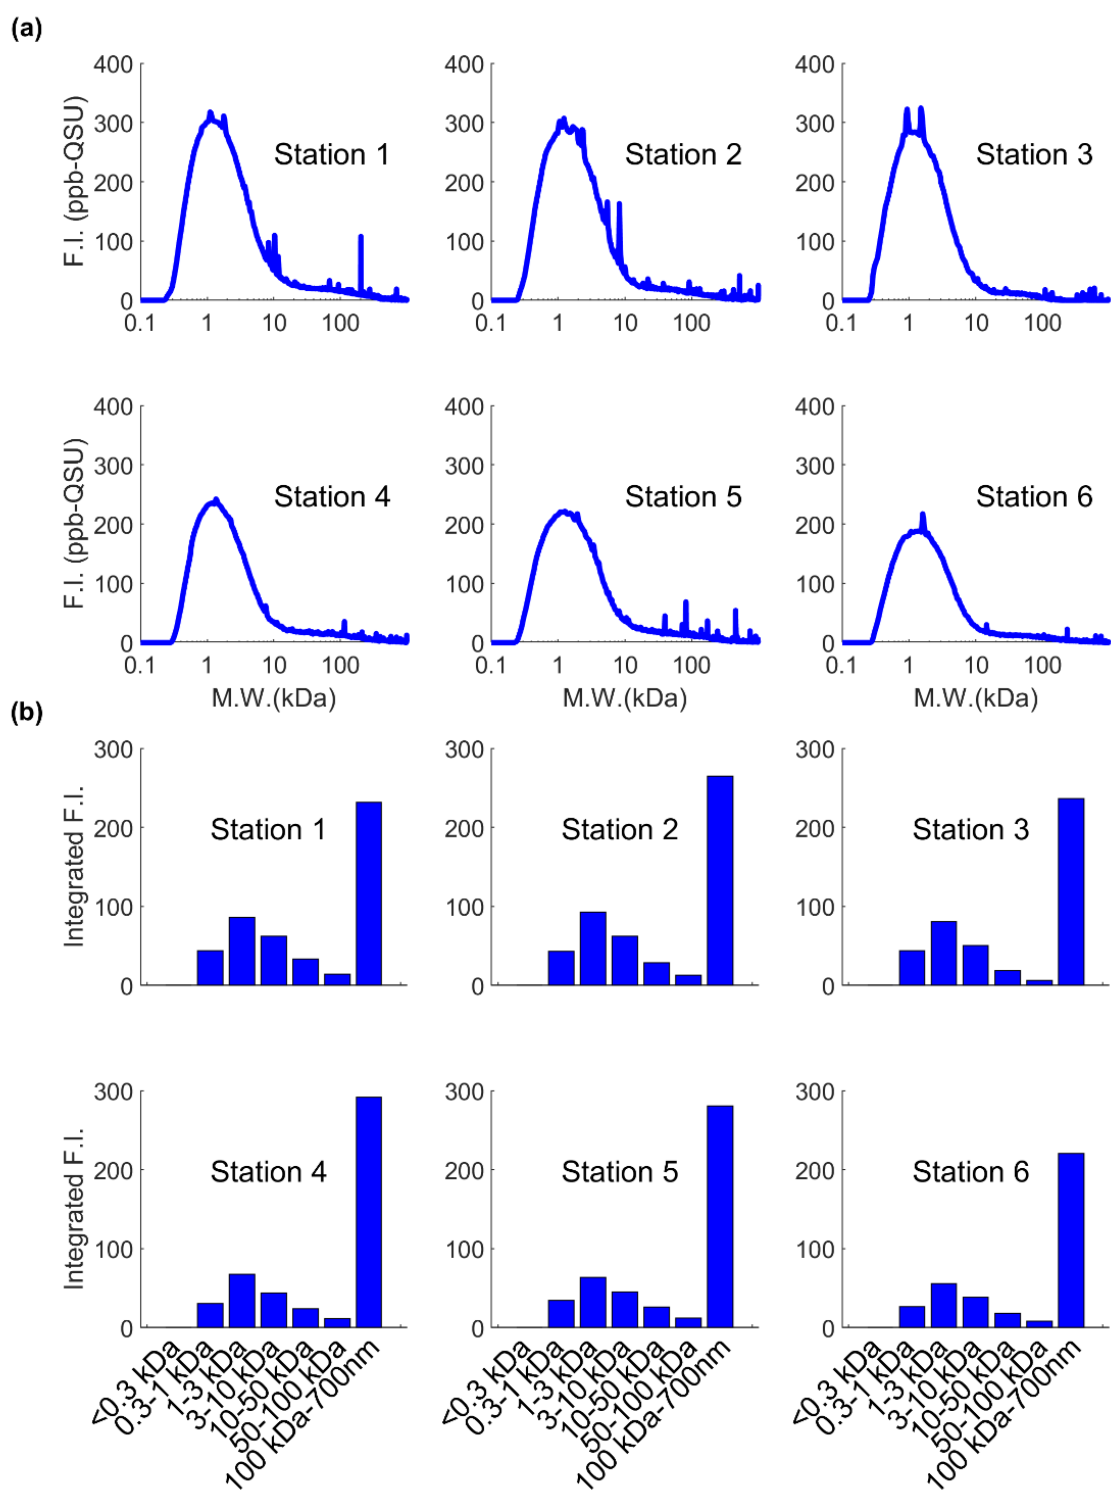 (a)
400
300
200
100
0
F.I. (ppb-QSU)
Station 1
0.1
1
10
100
400
300
200
100
0
Station 2
0.1
1
10
100
400
300
200
100
0
Station 3
0.1
1
10
100
400
300
200
100
0
F.I. (ppb-QSU)
Station 4
0.1
1
10
100
M.W.(kDa)
400
300
200
100
0
Station 5
0.1
1
10
100
M.W.(kDa)
400
300
200
100
0
Station 6
0.1
1
10
100
M.W.(kDa)
(b)
300
200
100
0
Integrated F.I.
Station 1
300
200
100
0
Station 2
300
200
100
0
Station 3
300
200
100
0
Integrated F.I.
Station 4
<0.3 kDa
0.3-1 kDa
1-3 kDa
3-10 kDa
10-50 kDa
50-100 kDa
100 kDa-700nm
300
200
100
0
Station 5
<0.3 kDa
0.3-1 kDa
1-3 kDa
3-10 kDa
10-50 kDa
50-100 kDa
100 kDa-700nm
300
200
100
0
Station 6
<0.3 kDa
0.3-1 kDa
1-3 kDa
3-10 kDa
10-50 kDa
50-100 kDa
100 kDa-700nm